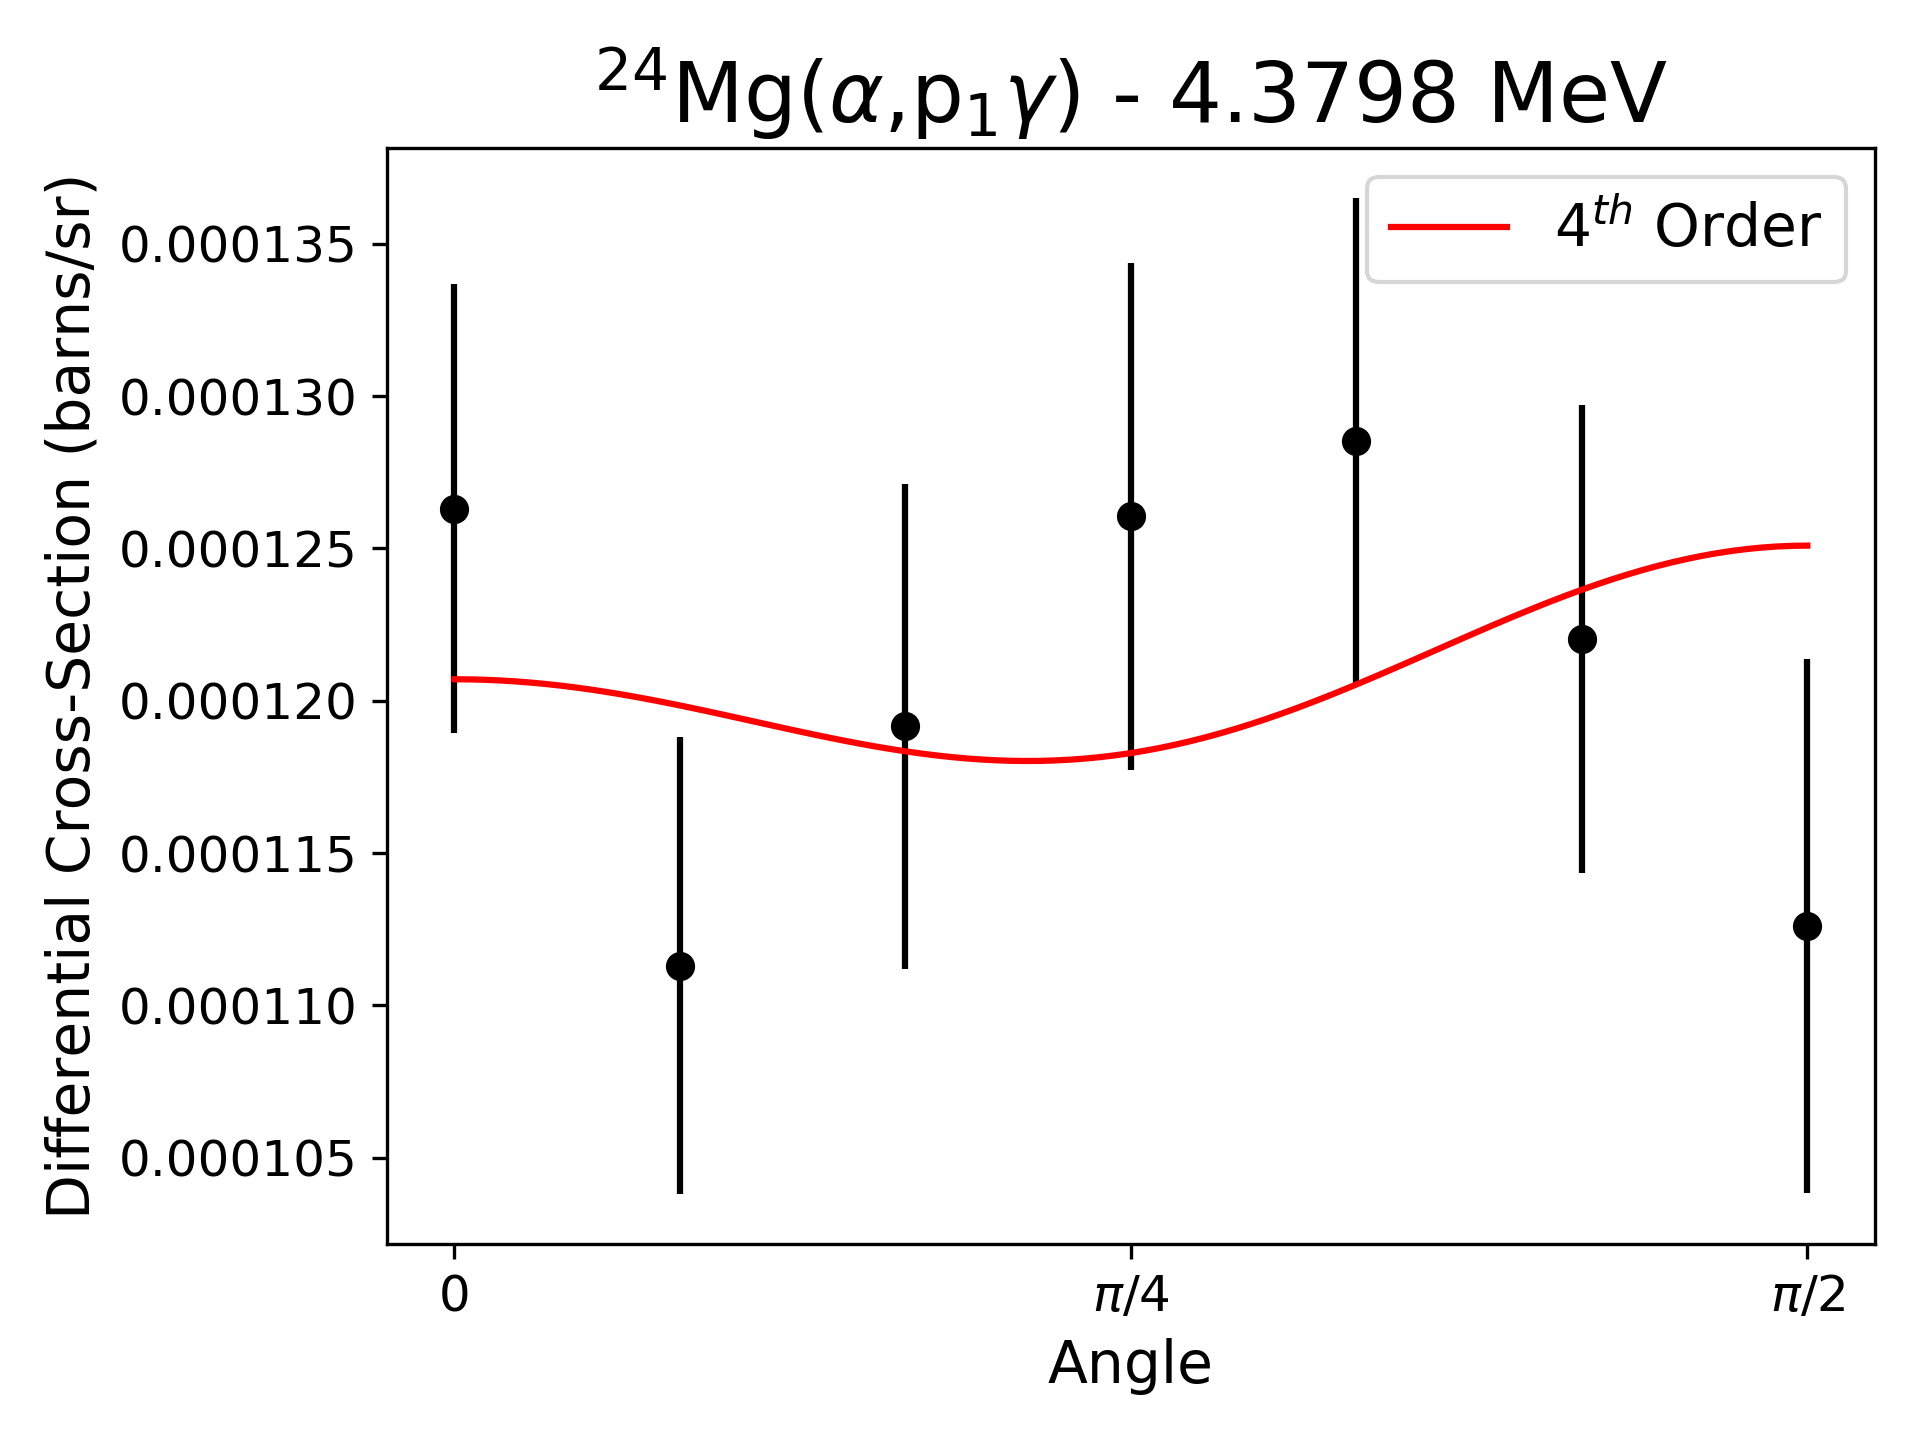 ²⁴Mg(α,p₁γ) - 4.3798 MeV
4ᵗʰ Order
Differential Cross-Section (barns/sr)
0.000135
0.000130
0.000125
0.000120
0.000115
0.000110
0.000105
0 π/4 π/2
Angle